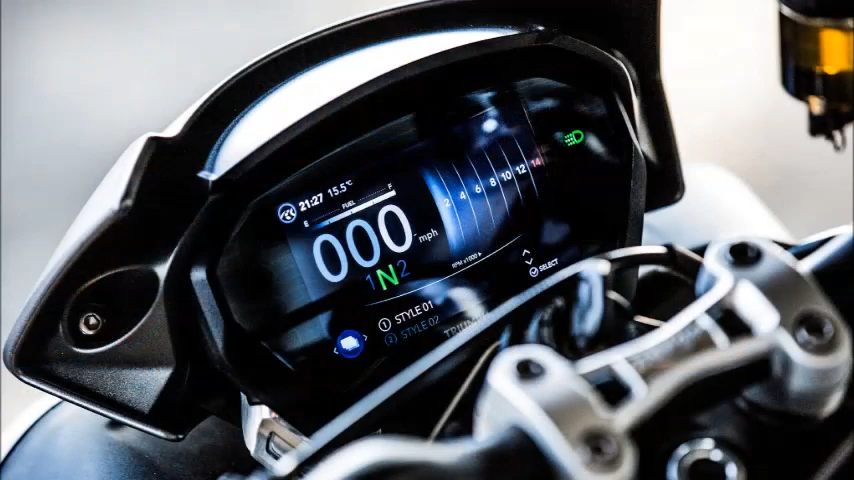 21:27 15.5°C
FUEL
E F
000 mph
1N2
2 4 6 8 10 12 14
RPM x1000
SELECT
1 STYLE 01
2 STYLE 02
TRIUMPH